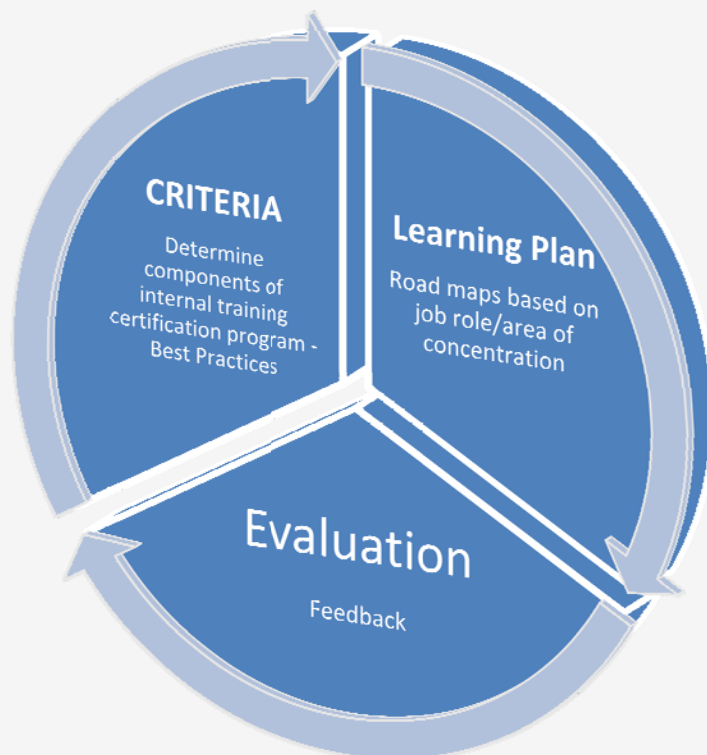 CRITERIA
Determine
components of
internal training
certification program -
Best Practices
Learning Plan
Road maps based on
job role/area of
concentration
Evaluation
Feedback